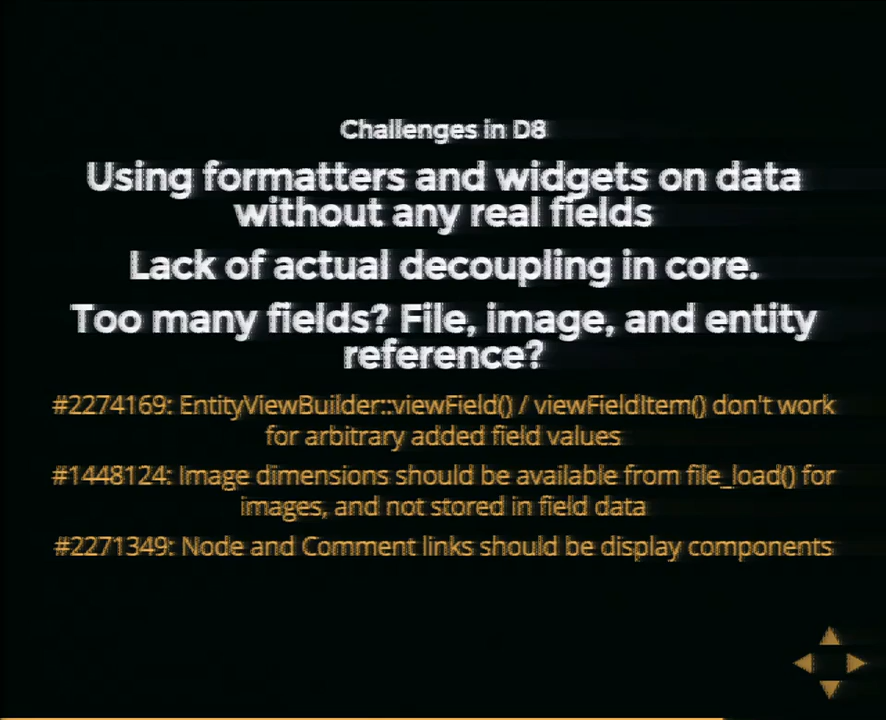 Challenges in D8
Using formatters and widgets on data
without any real fields
Lack of actual decoupling in core.
Too many fields? File, image, and entity
reference?
#2274169: EntityViewBuilder::viewField() / viewFieldItem() don't work
for arbitrary added field values
#1448124: Image dimensions should be available from file_load() for
images, and not stored in field data
#2271349: Node and Comment links should be display components